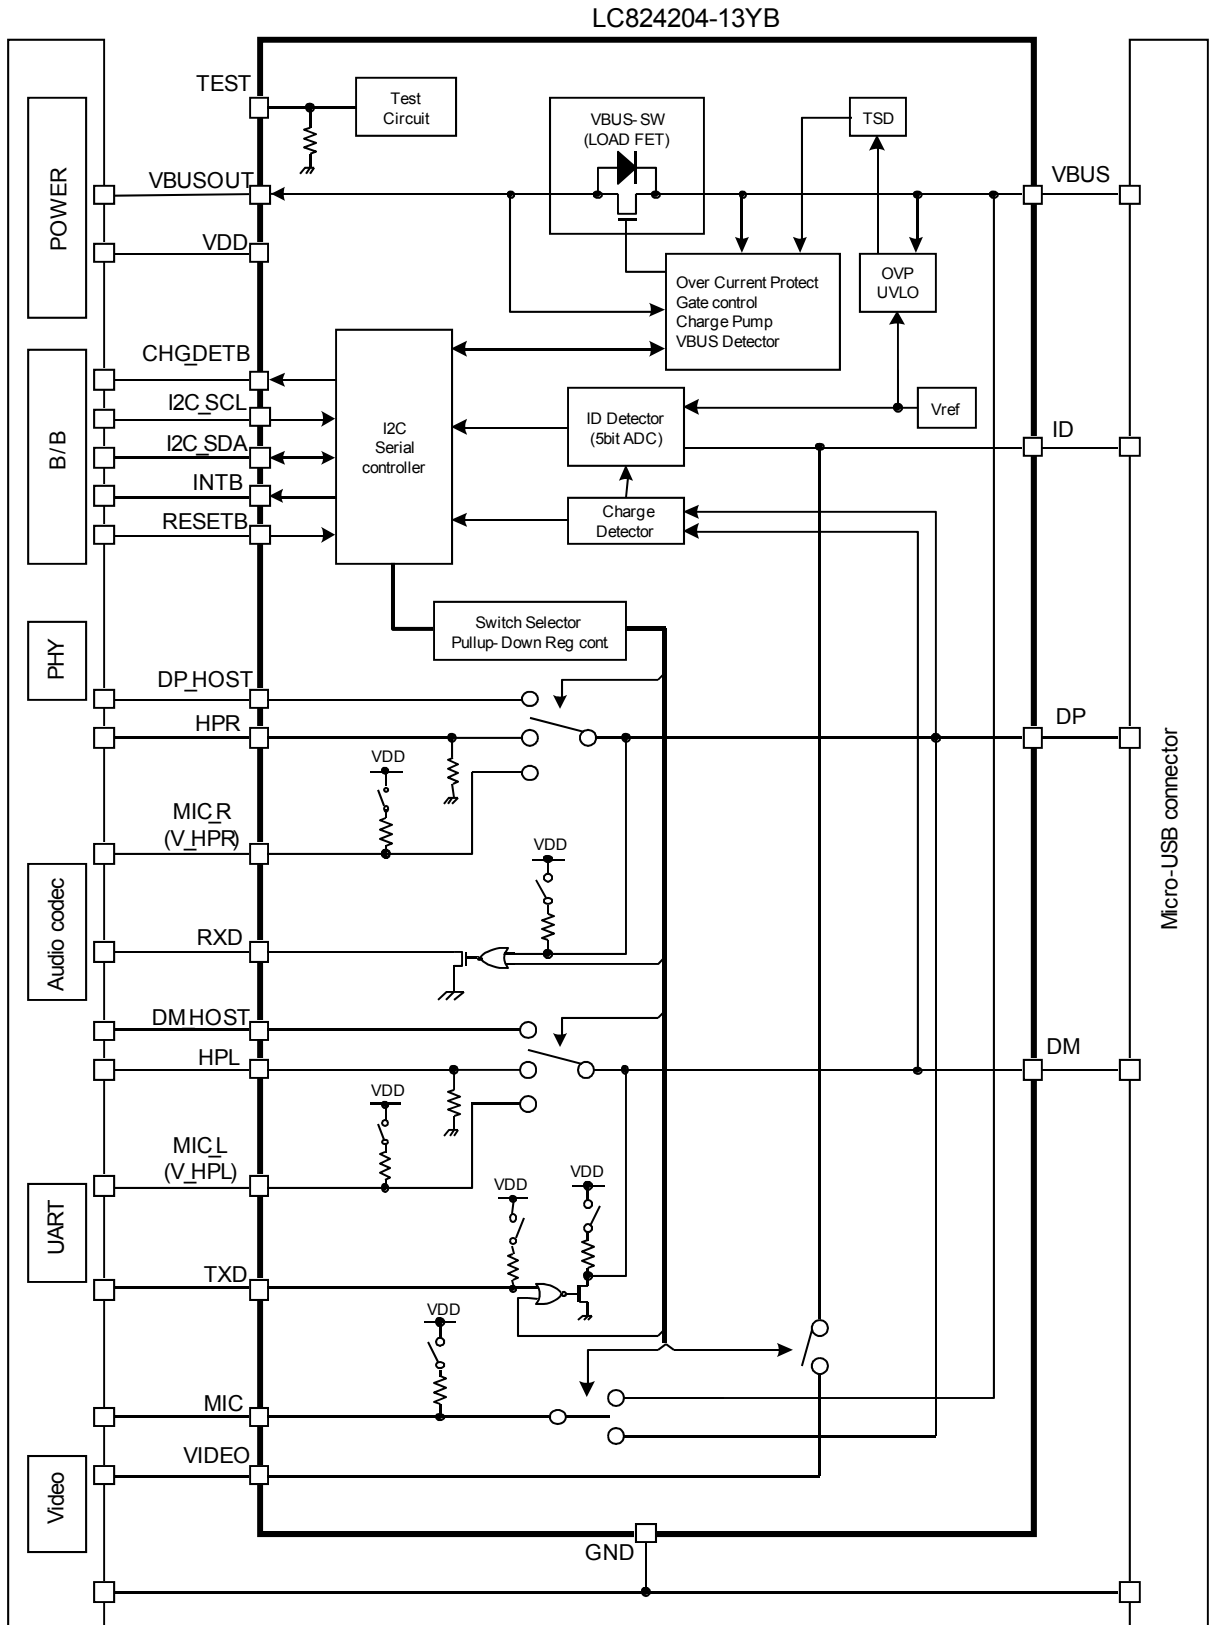 LC824204-13YB
TEST
Test
Circuit
VBUS-SW
(LOAD FET)
TSD
POWER
VBUSOUT
VBUS
VDD
Over Current Protect
Gate control
Charge Pump
VBUS Detector
OVP
UVLO
B/B
CHG_DETB
I2C_SCL
I2C_SDA
INTB
RESETB
I2C
Serial
controller
ID Detector
(5bit ADC)
Vref
ID
Charge
Detector
Switch Selector
Pullup-Down Reg cont.
PHY
DP_HOST
HPR
DP
VDD
MIC_R
(V_HPR)
VDD
Micro-USB connector
Audio codec
RXD
DM_HOST
HPL
DM
VDD
MIC_L
(V_HPL)
VDD
VDD
UART
TXD
VDD
MIC
VIDEO
Video
GND